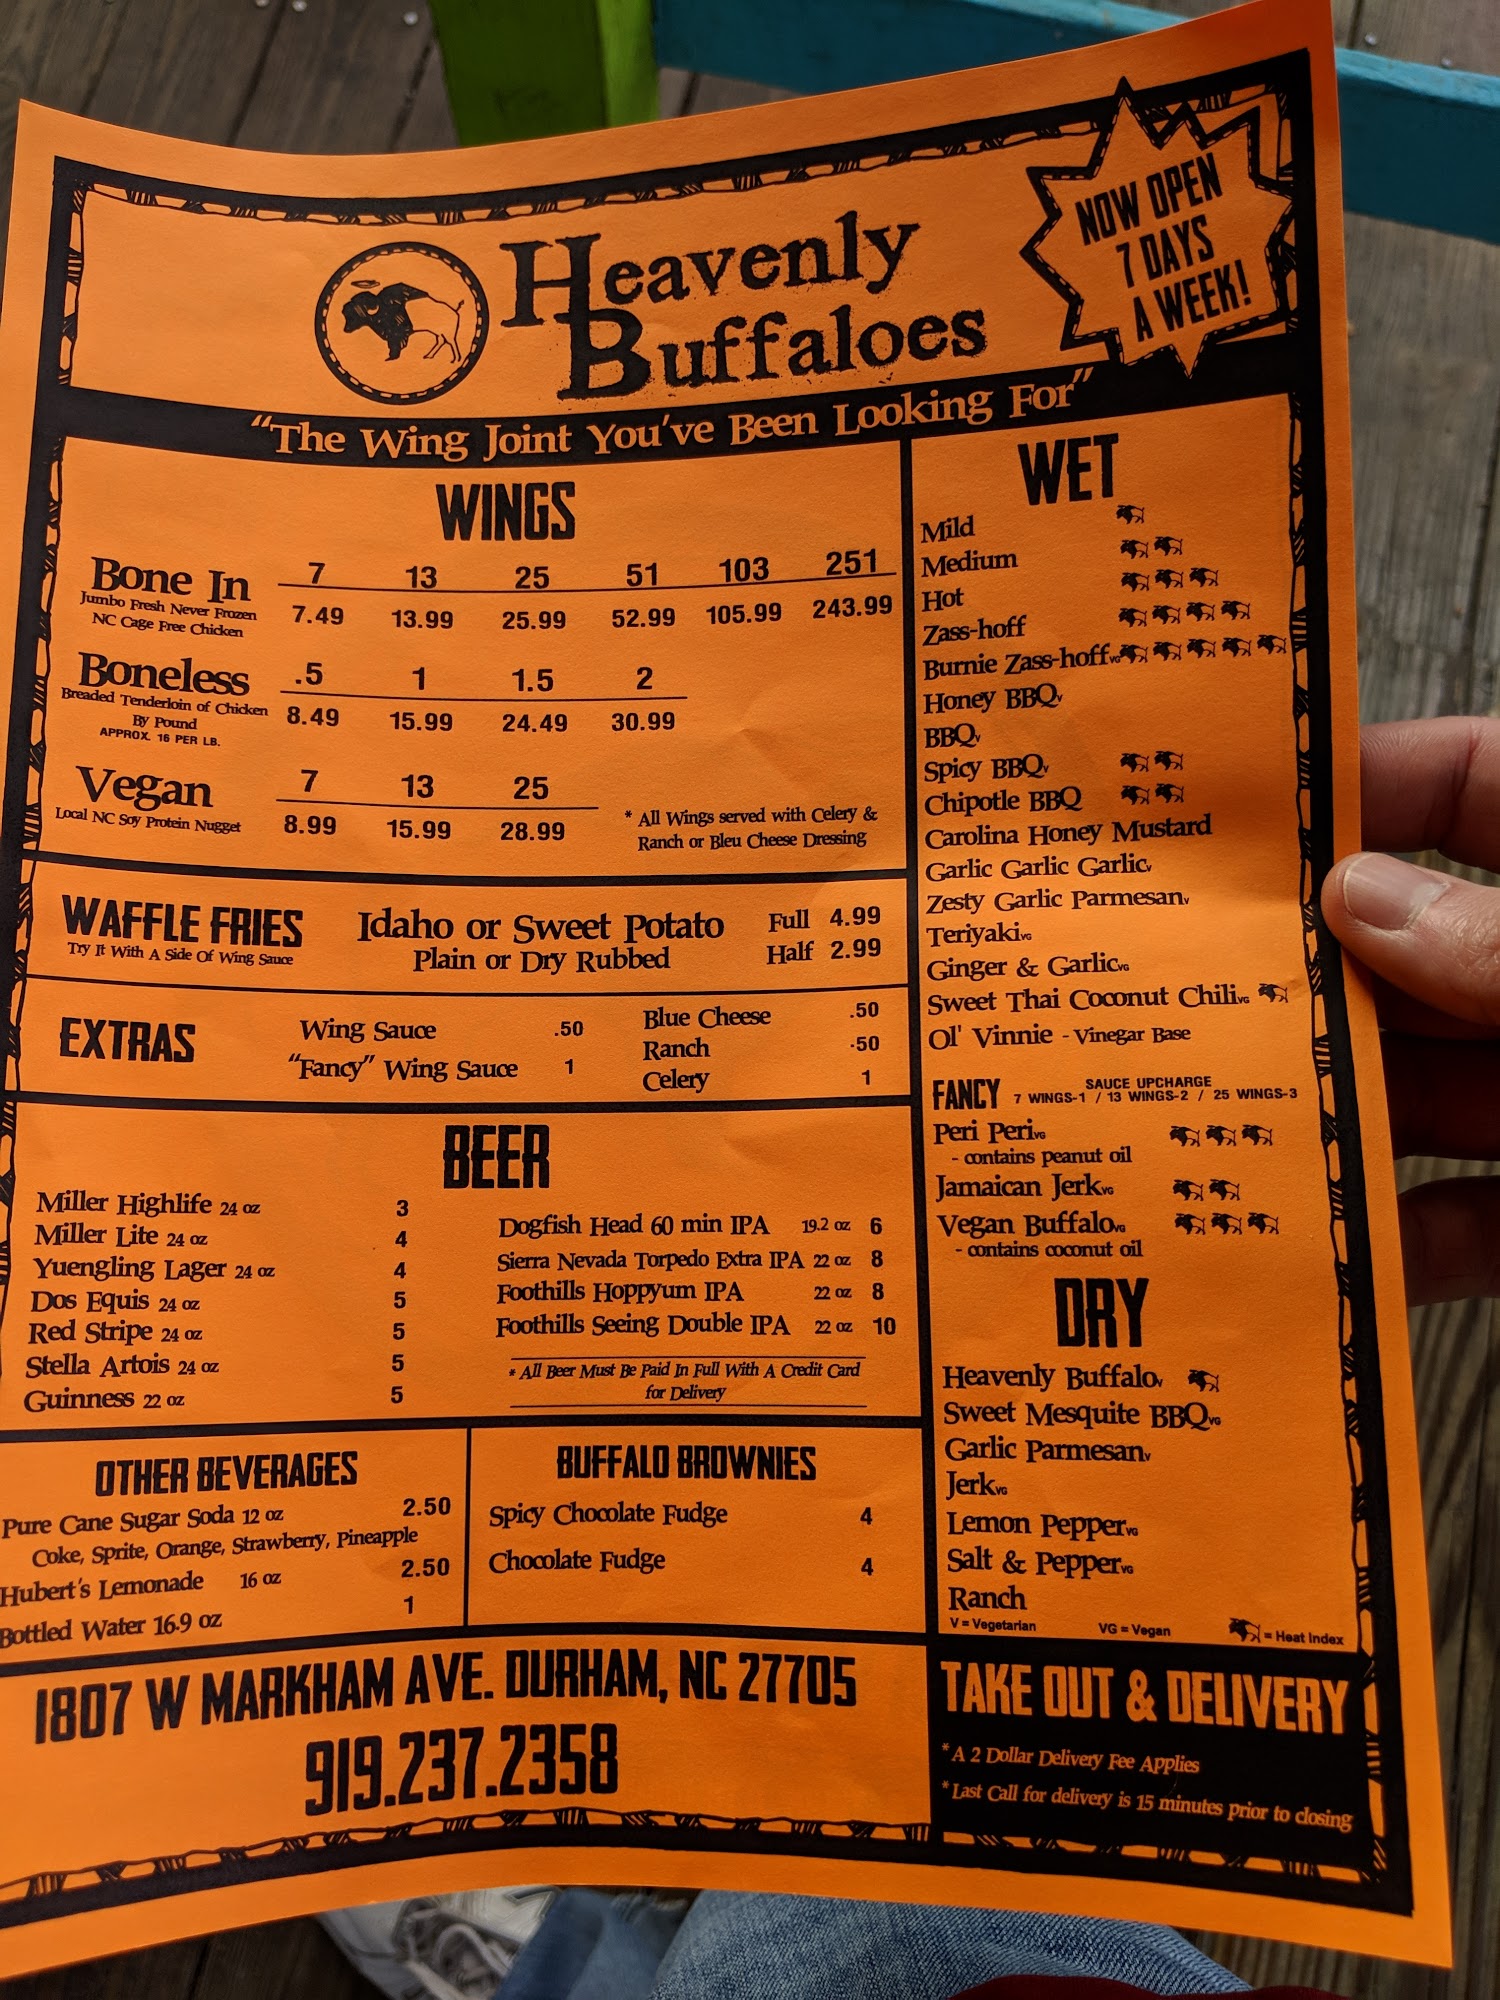 Heavenly
Buffaloes
NOW OPEN
7 DAYS
A WEEK!
"The Wing Joint You've Been Looking For"
WINGS
Bone In 7 13 25 51 103 251
Jumbo Fresh Never Frozen
NC Cage Free Chicken
7.49 13.99 25.99 52.99 105.99 243.99
Boneless .5 1 1.5 2
Breaded Tenderloin of Chicken
By Pound
APPROX. 16 PER LB.
8.49 15.99 24.49 30.99
Vegan 7 13 25
Local NC Soy Protein Nugget
8.99 15.99 28.99
* All Wings served with Celery &
Ranch or Bleu Cheese Dressing
WAFFLE FRIES
Try It With A Side Of Wing Sauce
Idaho or Sweet Potato
Plain or Dry Rubbed
Full 4.99
Half 2.99
EXTRAS
Wing Sauce .50
"Fancy" Wing Sauce 1
Blue Cheese .50
Ranch .50
Celery 1
BEER
Miller Highlife 24 oz 3
Miller Lite 24 oz 4
Yuengling Lager 24 oz 4
Dos Equis 24 oz 5
Red Stripe 24 oz 5
Stella Artois 24 oz 5
Guinness 22 oz 5
Dogfish Head 60 min IPA 19.2 oz 6
Sierra Nevada Torpedo Extra IPA 22 oz 8
Foothills Hoppyum IPA 22 oz 8
Foothills Seeing Double IPA 22 oz 10
* All Beer Must Be Paid In Full With A Credit Card
for Delivery
OTHER BEVERAGES
Pure Cane Sugar Soda 12 oz 2.50
Coke, Sprite, Orange, Strawberry, Pineapple
Hubert's Lemonade 16 oz 2.50
Bottled Water 16.9 oz 1
BUFFALO BROWNIES
Spicy Chocolate Fudge 4
Chocolate Fudge 4
1807 W MARKHAM AVE. DURHAM, NC 27705
919.237.2358
WET
Mild
Medium
Hot
Zass-hoff
Burnie Zass-hoff VG
Honey BBQ V
BBQ V
Spicy BBQ V
Chipotle BBQ
Carolina Honey Mustard
Garlic Garlic Garlic V
Zesty Garlic Parmesan V
Teriyaki VG
Ginger & Garlic VG
Sweet Thai Coconut Chili VG
Ol' Vinnie - Vinegar Base
FANCY SAUCE UPCHARGE
7 WINGS-1 / 13 WINGS-2 / 25 WINGS-3
Peri Peri VG
- contains peanut oil
Jamaican Jerk VG
Vegan Buffalo VG
- contains coconut oil
DRY
Heavenly Buffalo V
Sweet Mesquite BBQ VG
Garlic Parmesan V
Jerk VG
Lemon Pepper VG
Salt & Pepper VG
Ranch
V = Vegetarian VG = Vegan = Heat Index
TAKE OUT & DELIVERY
* A 2 Dollar Delivery Fee Applies
* Last Call for delivery is 15 minutes prior to closing